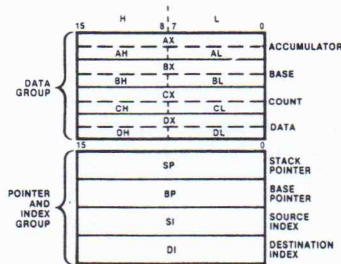 H L
15 8 7 0
AX
AH AL
ACCUMULATOR
BX
BH BL
BASE
CX
CH CL
COUNT
DX
DH DL
DATA
DATA
GROUP
15 0
SP
STACK
POINTER
BP
BASE
POINTER
SI
SOURCE
INDEX
DI
DESTINATION
INDEX
POINTER
AND
INDEX
GROUP